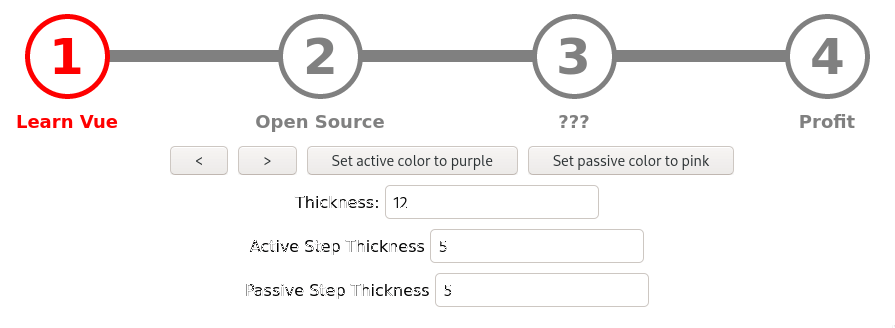 1 2 3 4
Learn Vue Open Source ??? Profit
< > Set active color to purple Set passive color to pink
Thickness: 12
Active Step Thickness 5
Passive Step Thickness 5